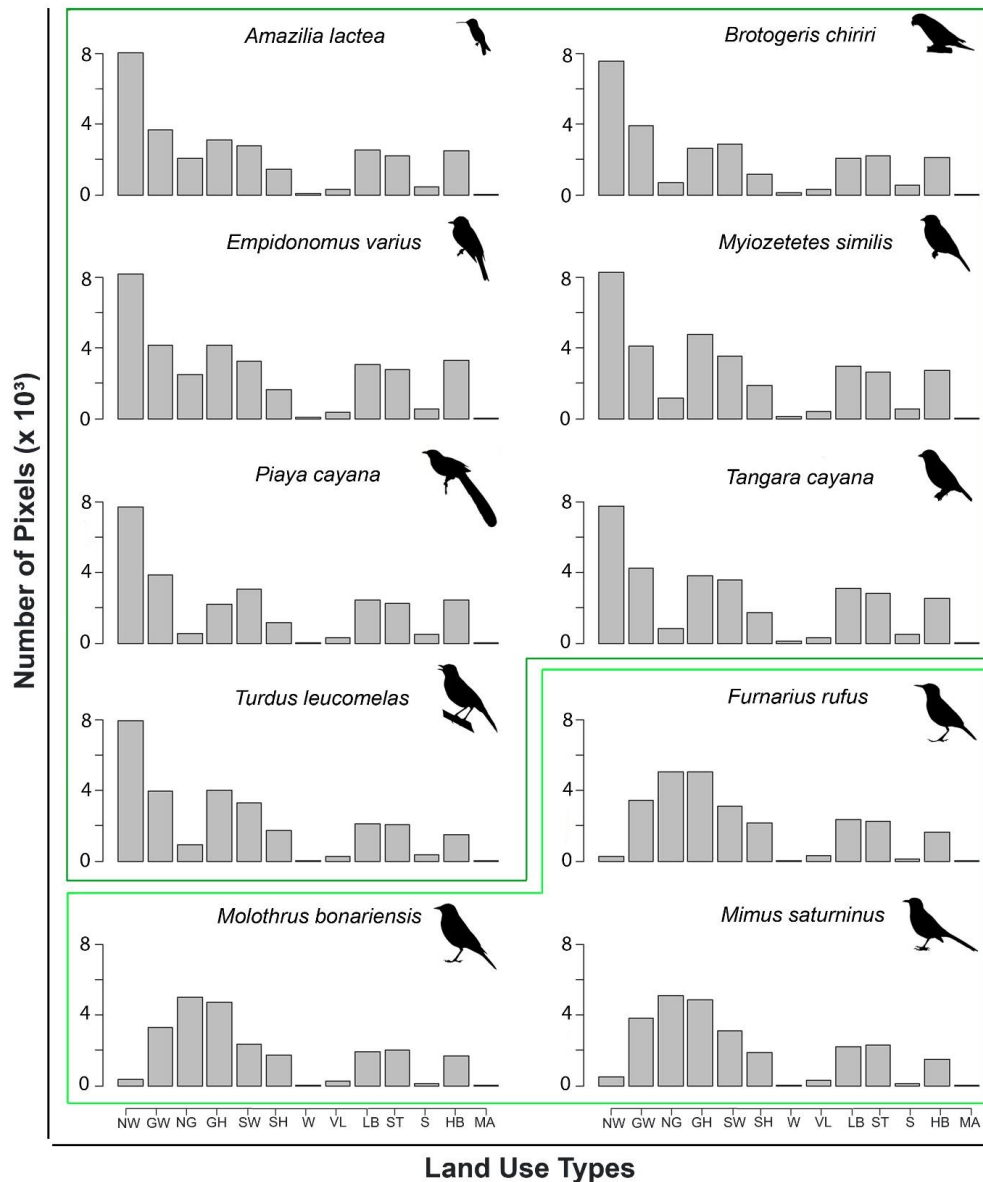 Number of Pixels (x 10³)
Amazilia lactea
8
4
0
Brotogeris chiriri
8
4
0
Empidonomus varius
8
4
0
Myiozetetes similis
8
4
0
Piaya cayana
8
4
0
Tangara cayana
8
4
0
Turdus leucomelas
8
4
0
Furnarius rufus
8
4
0
Molothrus bonariensis
8
4
0
Mimus saturninus
8
4
0
NW GW NG GH SW SH W VL LB ST S HB MA
NW GW NG GH SW SH W VL LB ST S HB MA
Land Use Types